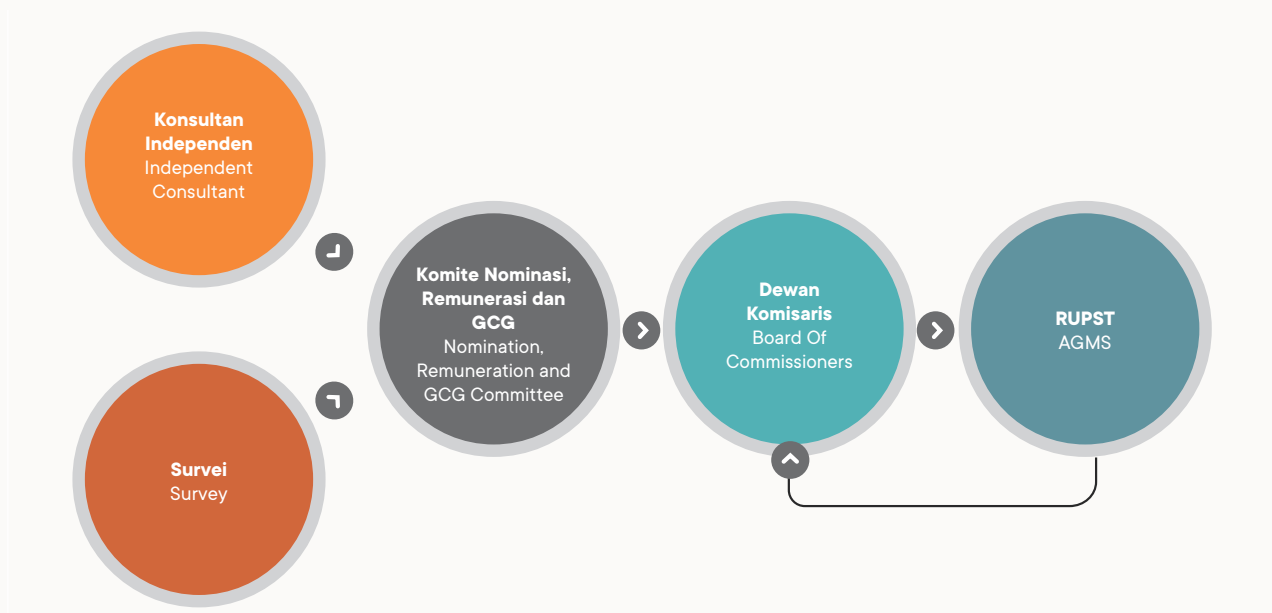 Konsultan
Independen
Independent
Consultant
Survei
Survey
Komite Nominasi,
Remunerasi dan
GCG
Nomination,
Remuneration and
GCG Committee
Dewan
Komisaris
Board Of
Commissioners
RUPST
AGMS